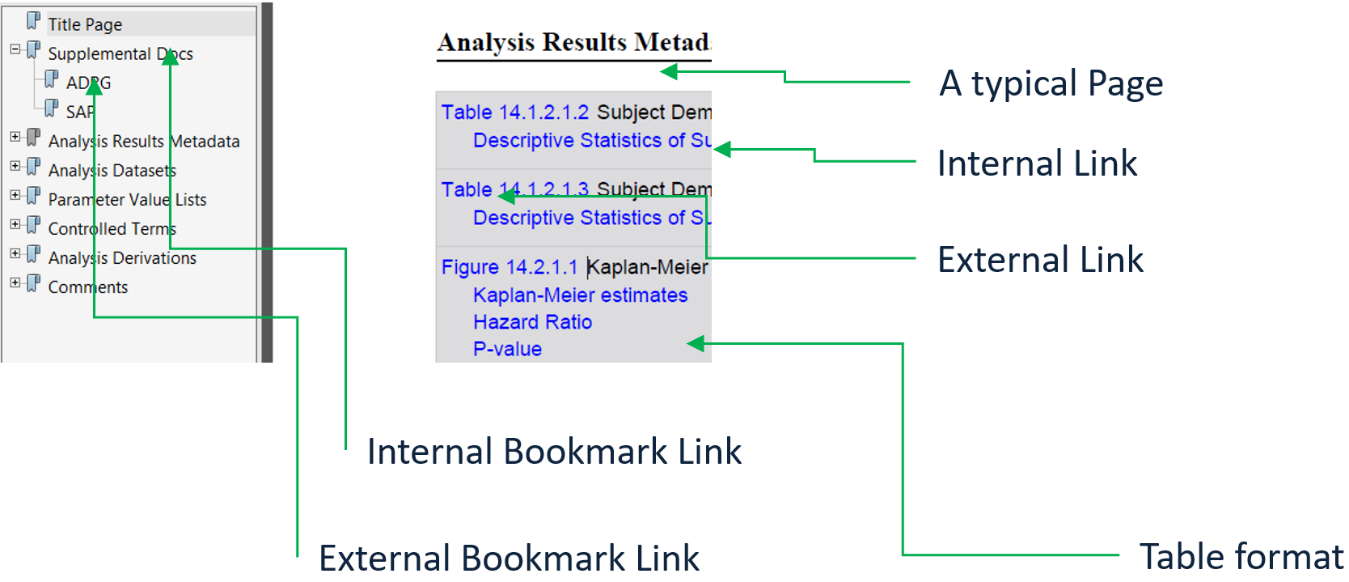 Title Page
Supplemental Docs
ADRG
SAP
Analysis Results Metadata
Analysis Datasets
Parameter Value Lists
Controlled Terms
Analysis Derivations
Comments
Analysis Results Metad
Table 14.1.2.1.2 Subject Dem
Descriptive Statistics of Su
Table 14.1.2.1.3 Subject Dem
Descriptive Statistics of Su
Figure 14.2.1.1 Kaplan-Meier
Kaplan-Meier estimates
Hazard Ratio
P-value
A typical Page
Internal Link
External Link
Internal Bookmark Link
External Bookmark Link
Table format